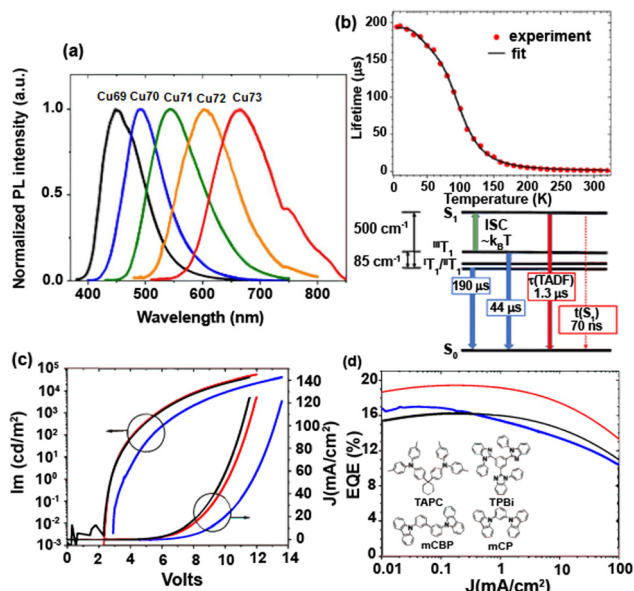 (a)
Normalized PL intensity (a.u.)
1.0
0.5
0.0
Cu69 Cu70 Cu71 Cu72 Cu73
400 500 600 700 800
Wavelength (nm)
(b)
Lifetime (µs)
200
150
100
50
0
experiment
fit
0 50 100 150 200 250 300
Temperature (K)
S1
500 cm-1
ISC
~kBT
IIIT1
85 cm-1
IT1/IIT1
τ(TADF)
1.3 µs
t(S1)
70 ns
190 µs
44 µs
S0
(c)
lm (cd/m²)
10⁵
10⁴
10³
10²
10¹
10⁰
10⁻¹
10⁻²
10⁻³
140
120
100
80
60
40
20
0
J(mA/cm²)
0 2 4 6 8 10 12 14
Volts
(d)
EQE (%)
20
16
12
8
4
0
TAPC
TPBi
mCBP
mCP
0.01 0.1 1 10 100
J(mA/cm²)